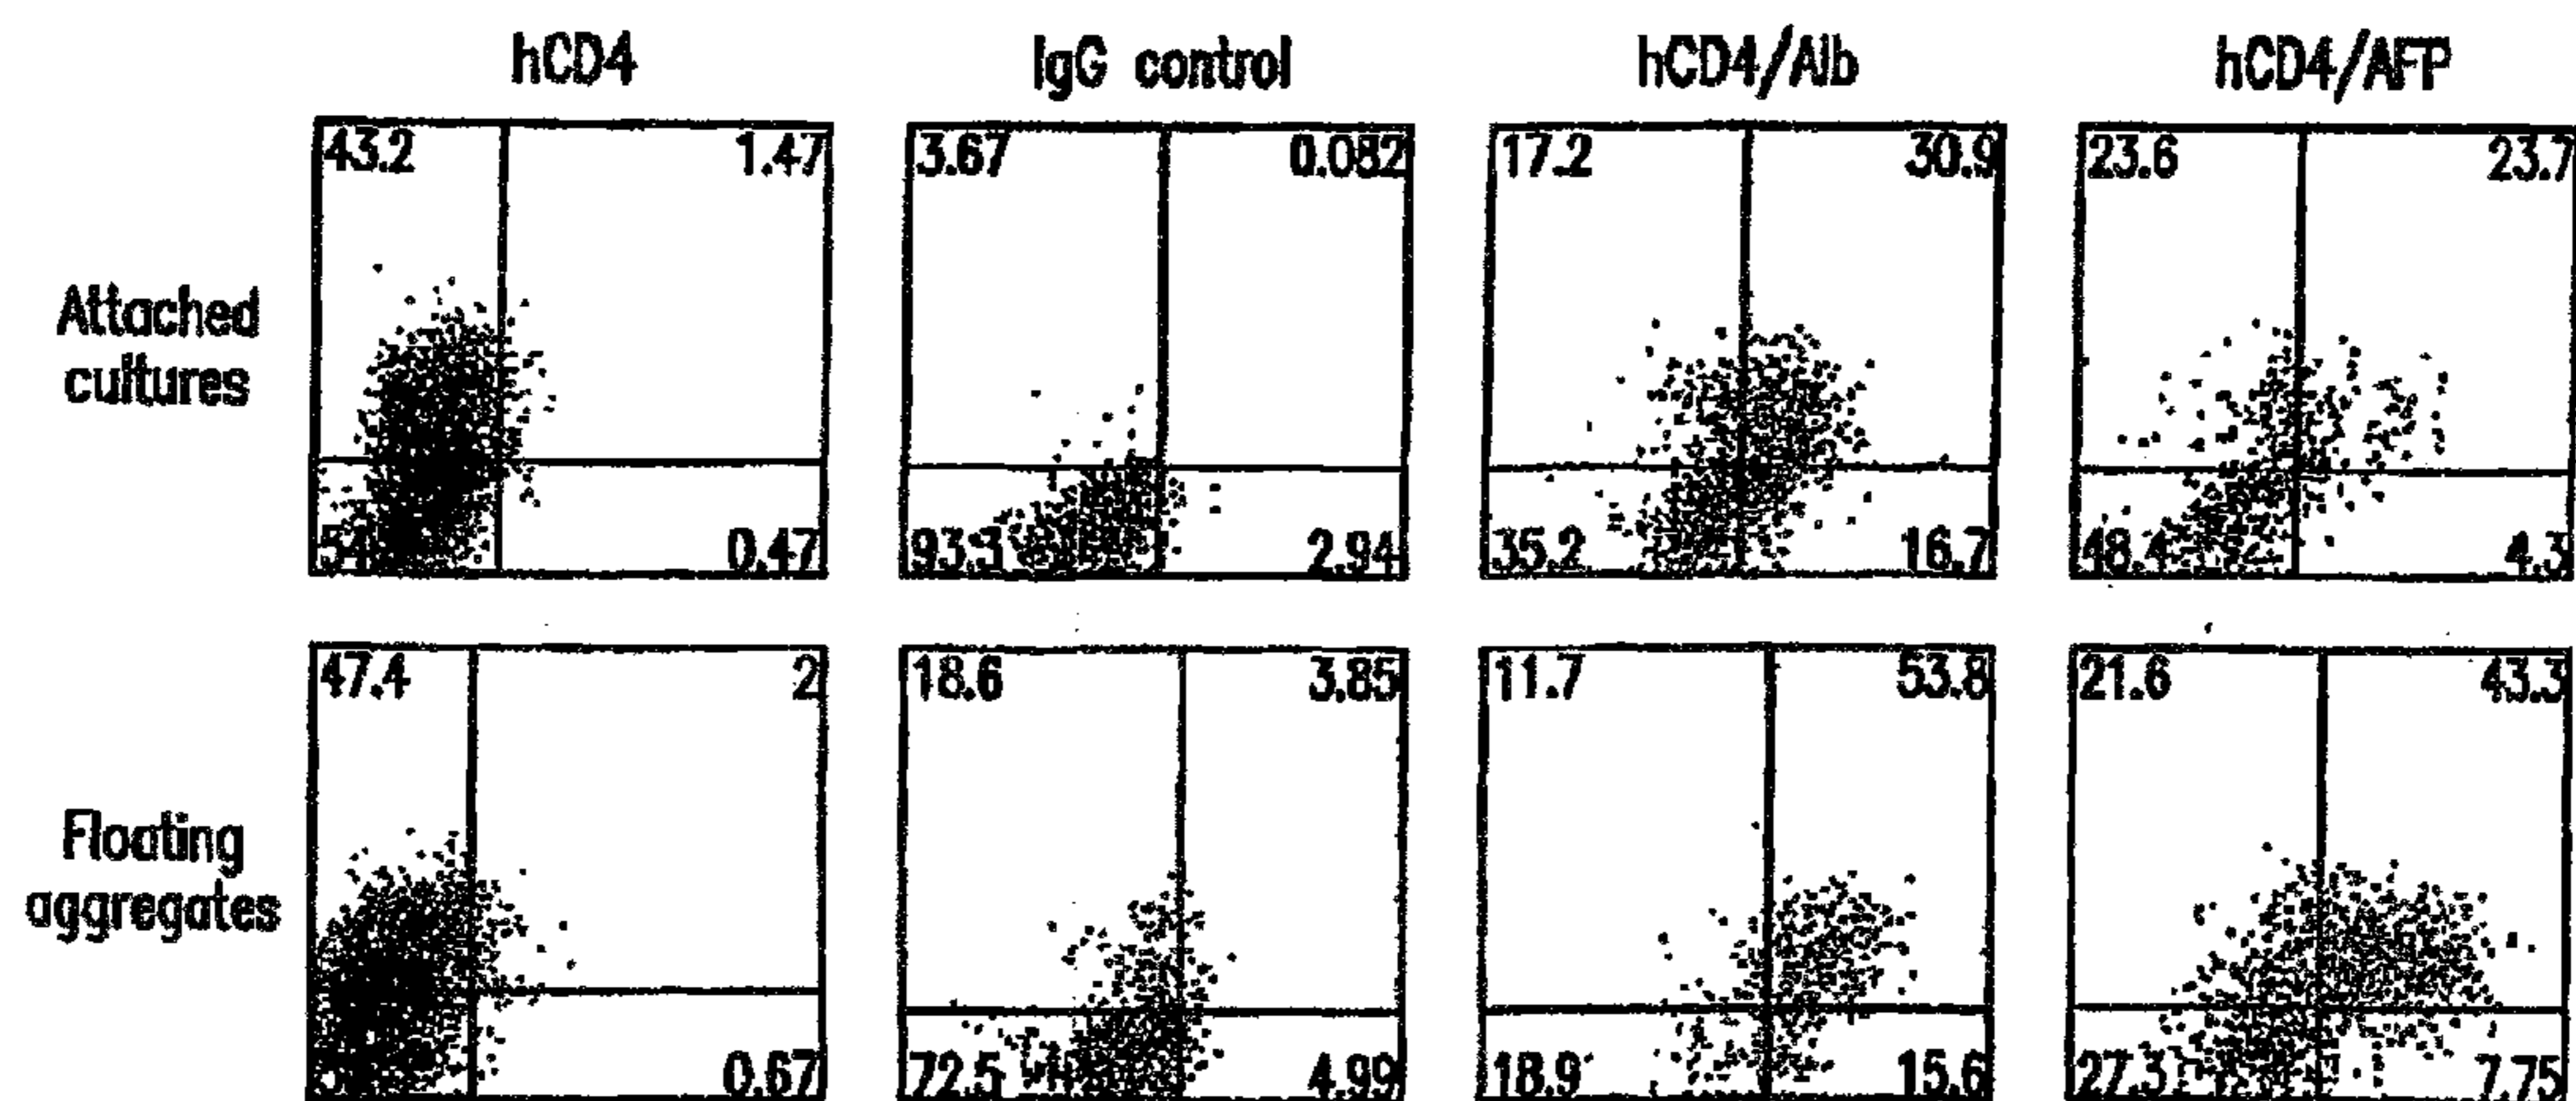 hCD4 IgG control hCD4/Alb hCD4/AFP
43.2 1.47 3.67 0.082 17.2 30.9 23.6 23.7
Attached
cultures
0.47 93.3 2.94 35.2 16.7 48.4 4.3
47.4 2 18.6 3.85 11.7 53.8 21.6 43.3
Floating
aggregates
0.67 72.5 4.99 18.9 15.6 27.3 7.75